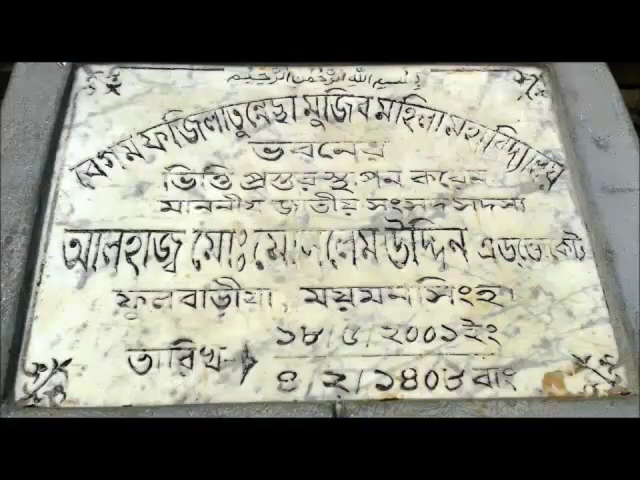 بسم الله الرحمن الرحيم
বেগম ফজিলাতুন্নেছা মুজিব মহিলা মহাবিদ্যালয়
ভবনের
ভিত্তি প্রস্তর স্থাপন করেন
মাননীয় জাতীয় সংসদ সদস্য
আলহাজ্ব মোঃ মোসলেম উদ্দিন এডভোকেট
ফুলবাড়ীয়া, ময়মনসিংহ।
১৮/৫/২০০১ইং
তারিখ-
৪/২/১৪০৮ বাং